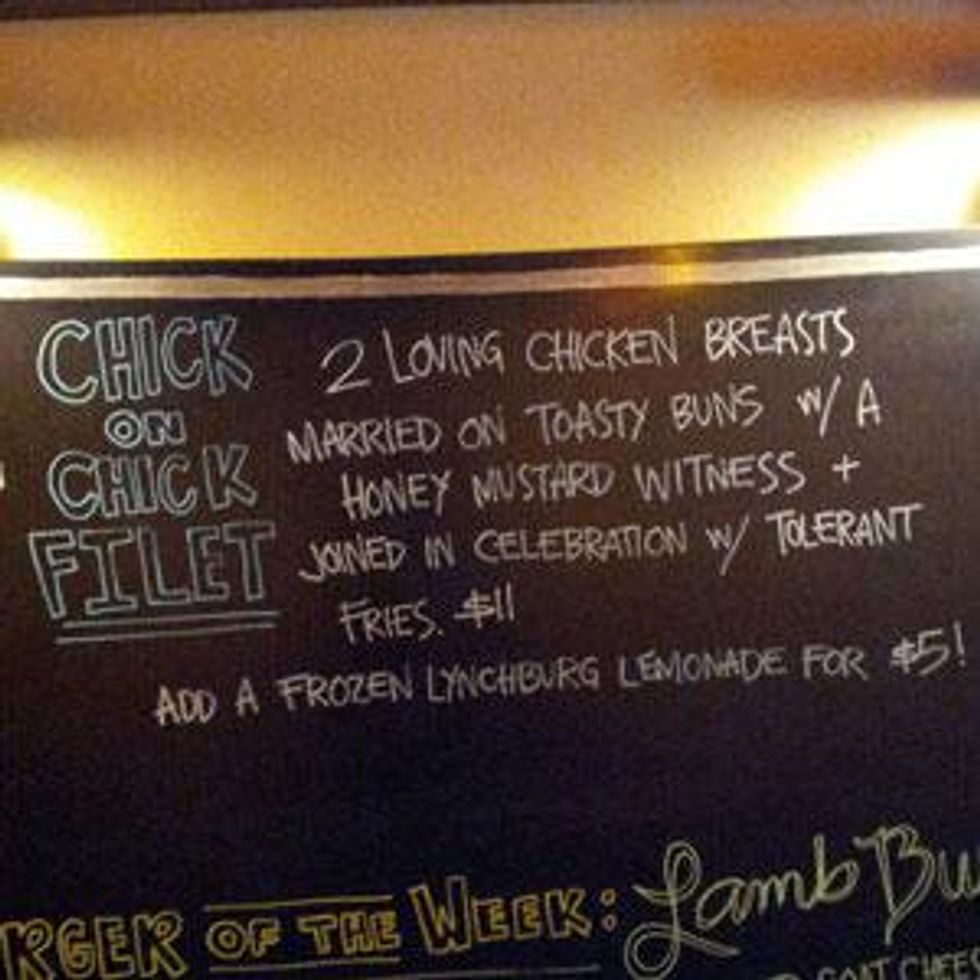 CHICK
ON
CHICK
FILET
2 LOVING CHICKEN BREASTS
MARRIED ON TOASTY BUNS W/ A
HONEY MUSTARD WITNESS +
JOINED IN CELEBRATION W/ TOLERANT
FRIES. $11
ADD A FROZEN LYNCHBURG LEMONADE FOR $5!
RGER OF THE WEEK: Lamb Bu